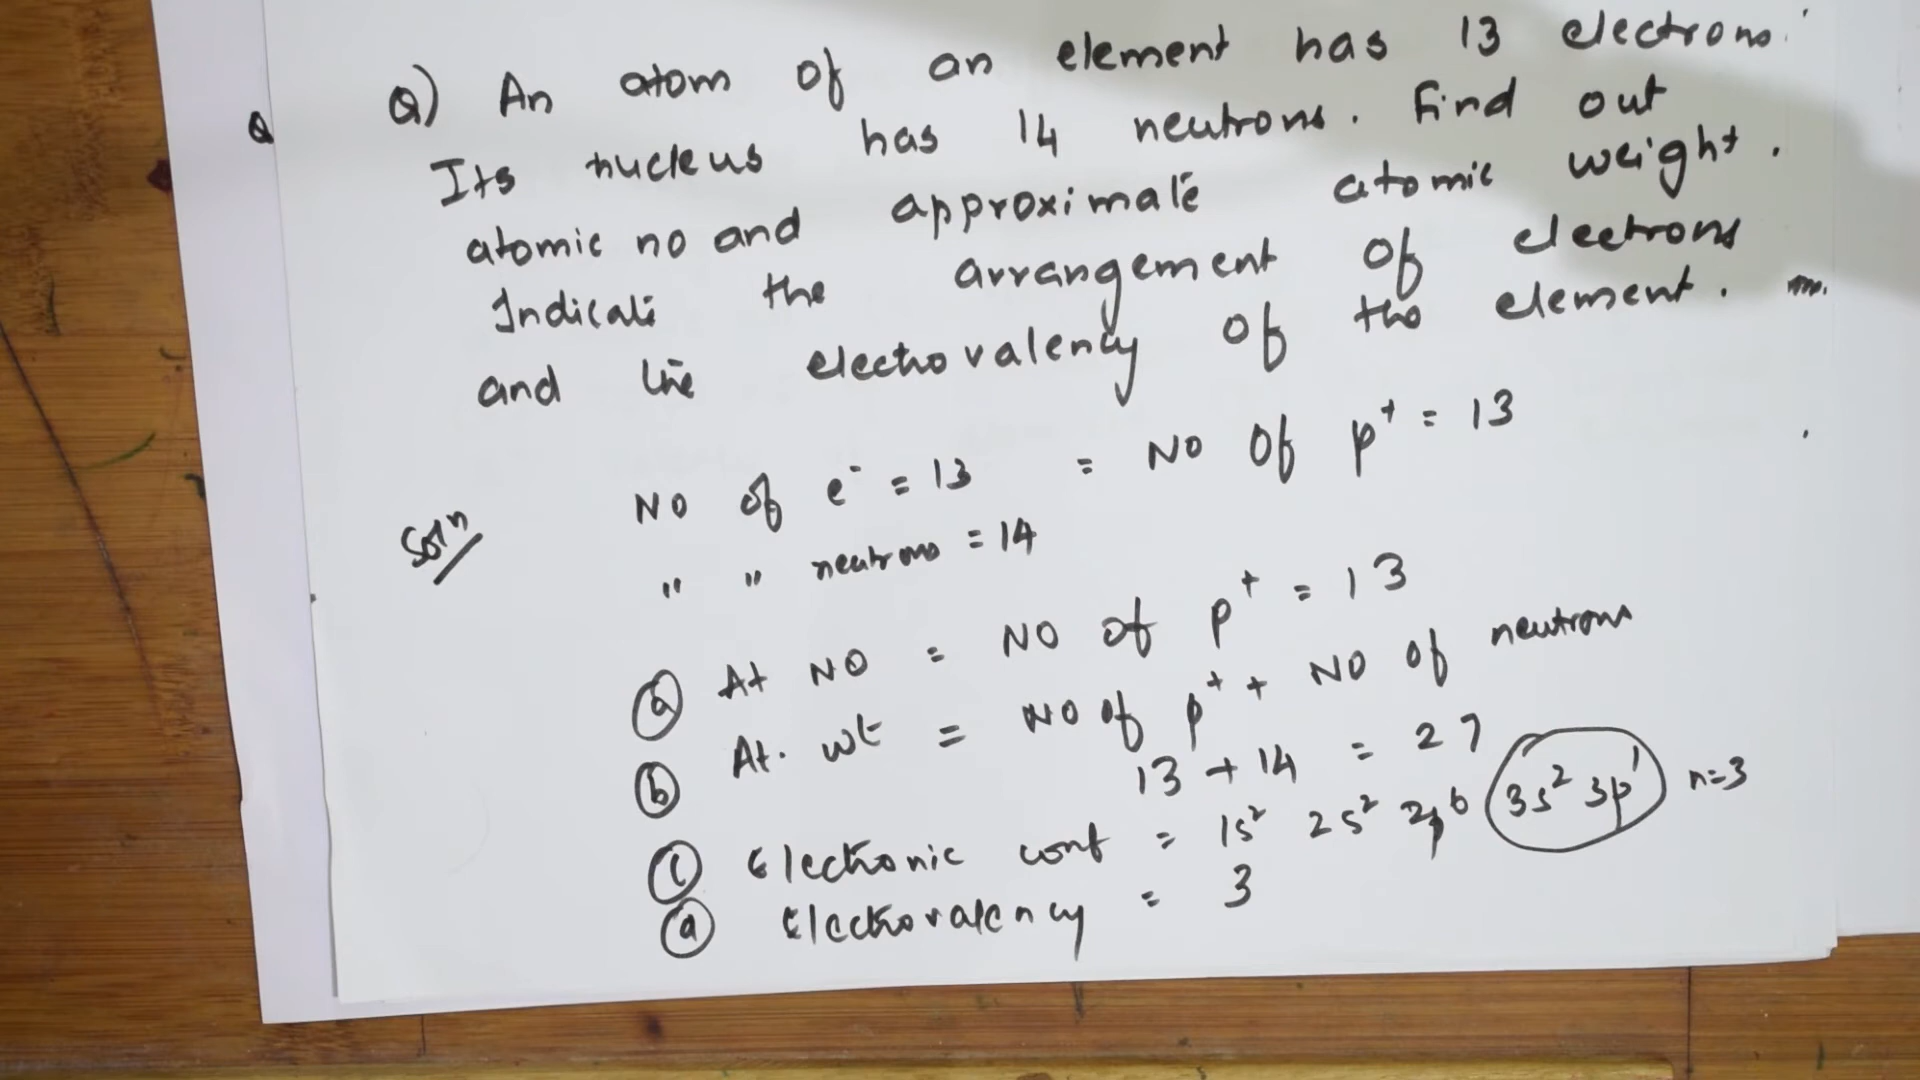 Q) An atom of an element has 13 electrons.
Q
Its nucleus has 14 neutrons. Find out
atomic no and approximate atomic weight.
Indicate the arrangement of electrons
and the electrovalency of the element.
Soln No of e⁻ = 13 = No of p⁺ = 13
" " neutrons = 14
(a) At No = No of p⁺ = 13
(b) At. wt = No of p⁺ + No of neutrons
13 + 14 = 27
(c) Electronic conf = 1s² 2s² 2p⁶ 3s² 3p¹ n=3
(d) Electrovalency = 3